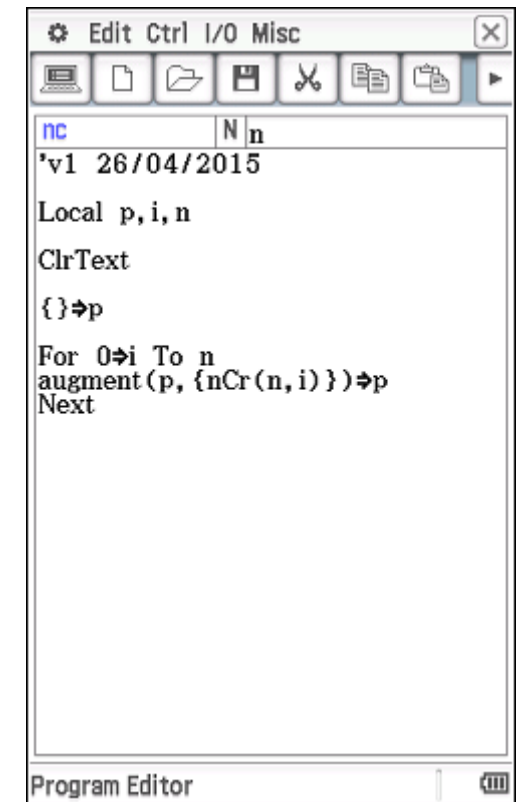 Edit Ctrl I/O Misc
nc N n
'v1 26/04/2015
Local p,i,n
ClrText
{}⇒p
For 0⇒i To n
augment(p,{nCr(n,i)})⇒p
Next
Program Editor